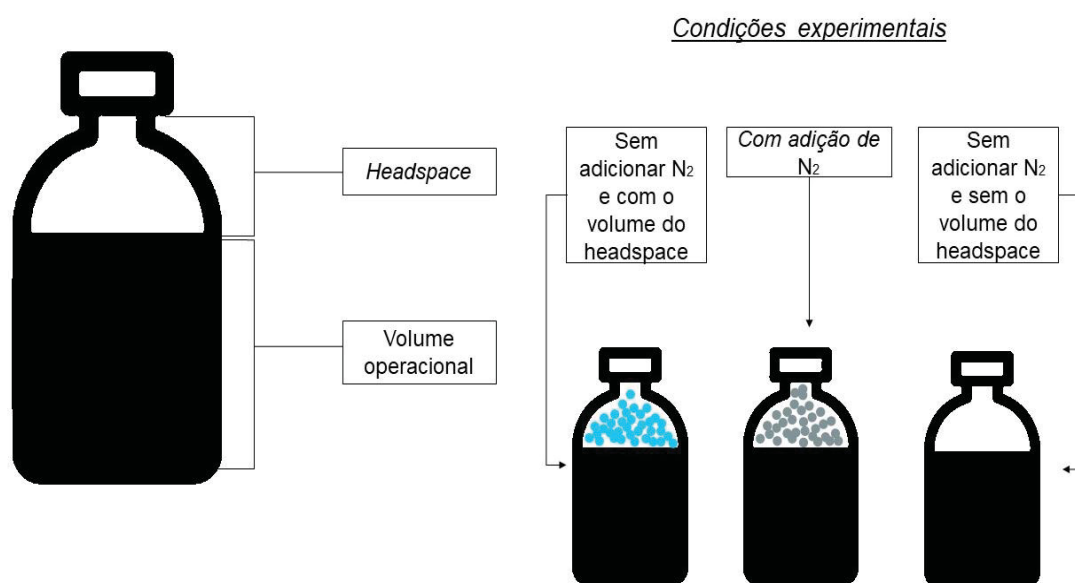 Condições experimentais
Headspace
Volume
operacional
Sem
adicionar N₂
e com o
volume do
headspace
Com adição de
N₂
Sem
adicionar N₂
e sem o
volume do
headspace